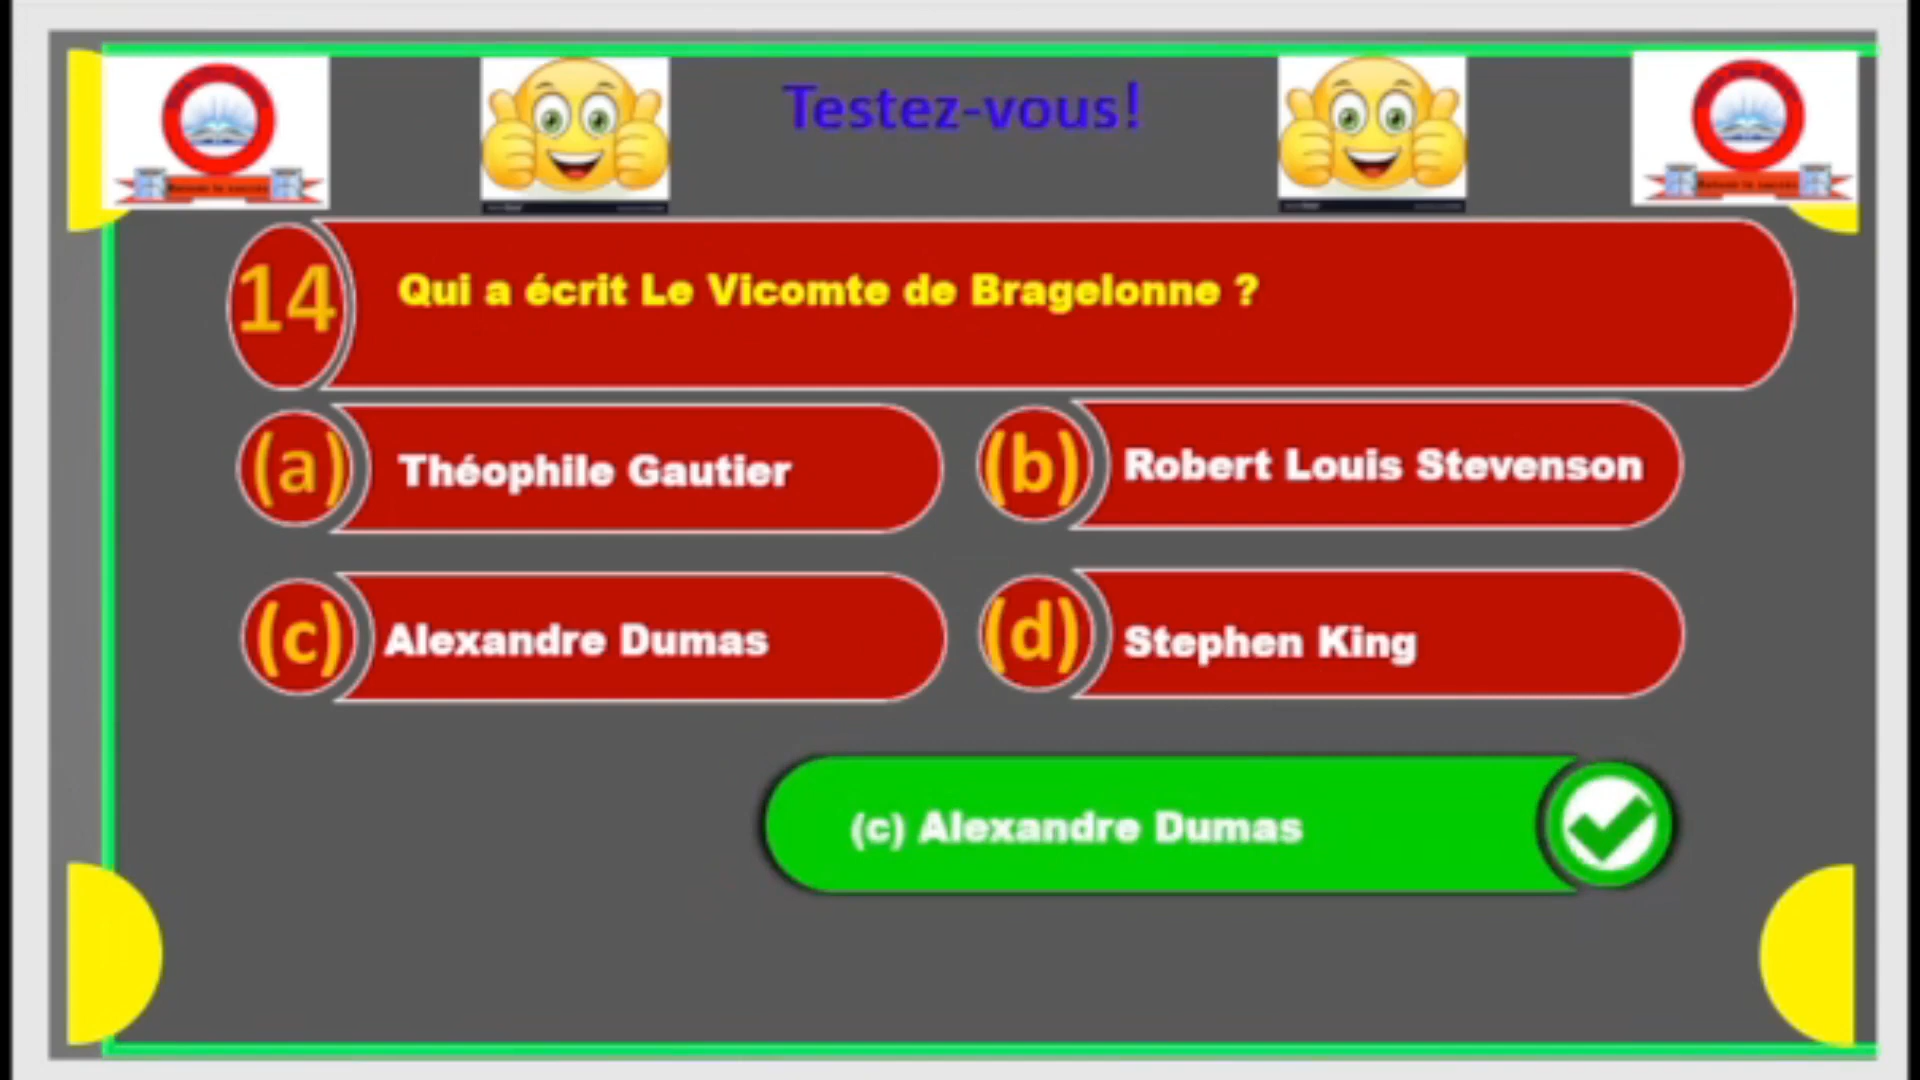 Testez-vous!
14 Qui a écrit Le Vicomte de Bragelonne ?
(a) Théophile Gautier
(b) Robert Louis Stevenson
(c) Alexandre Dumas
(d) Stephen King
(c) Alexandre Dumas